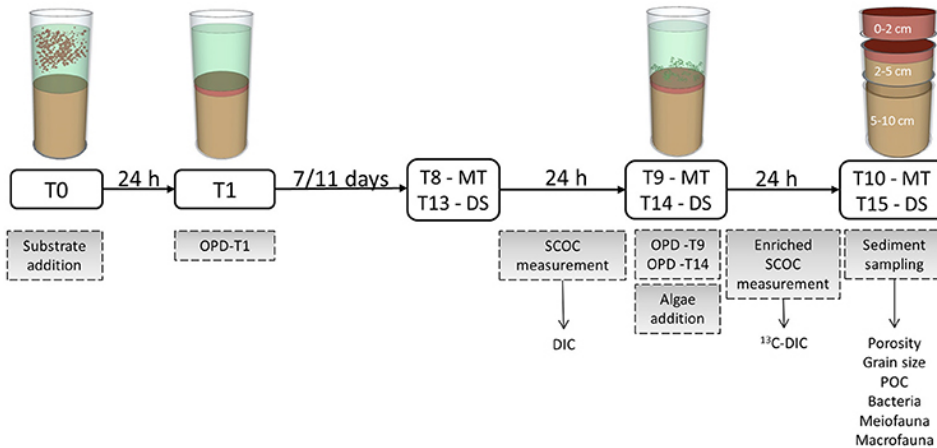 0-2 cm
2-5 cm
5-10 cm
T0
24 h
T1
7/11 days
T8 - MT
T13 - DS
24 h
T9 - MT
T14 - DS
24 h
T10 - MT
T15 - DS
Substrate
addition
OPD-T1
SCOC
measurement
DIC
OPD -T9
OPD -T14
Algae
addition
Enriched
SCOC
measurement
¹³C-DIC
Sediment
sampling
Porosity
Grain size
POC
Bacteria
Meiofauna
Macrofauna